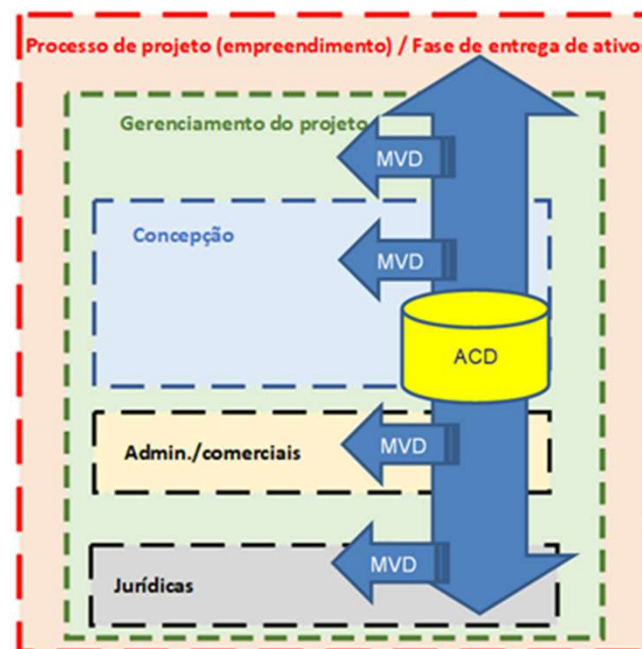 Processo de projeto (empreendimento) / Fase de entrega de ativos
Gerenciamento do projeto
MVD
Concepção
MVD
ACD
Admin./comerciais
MVD
MVD
Jurídicas